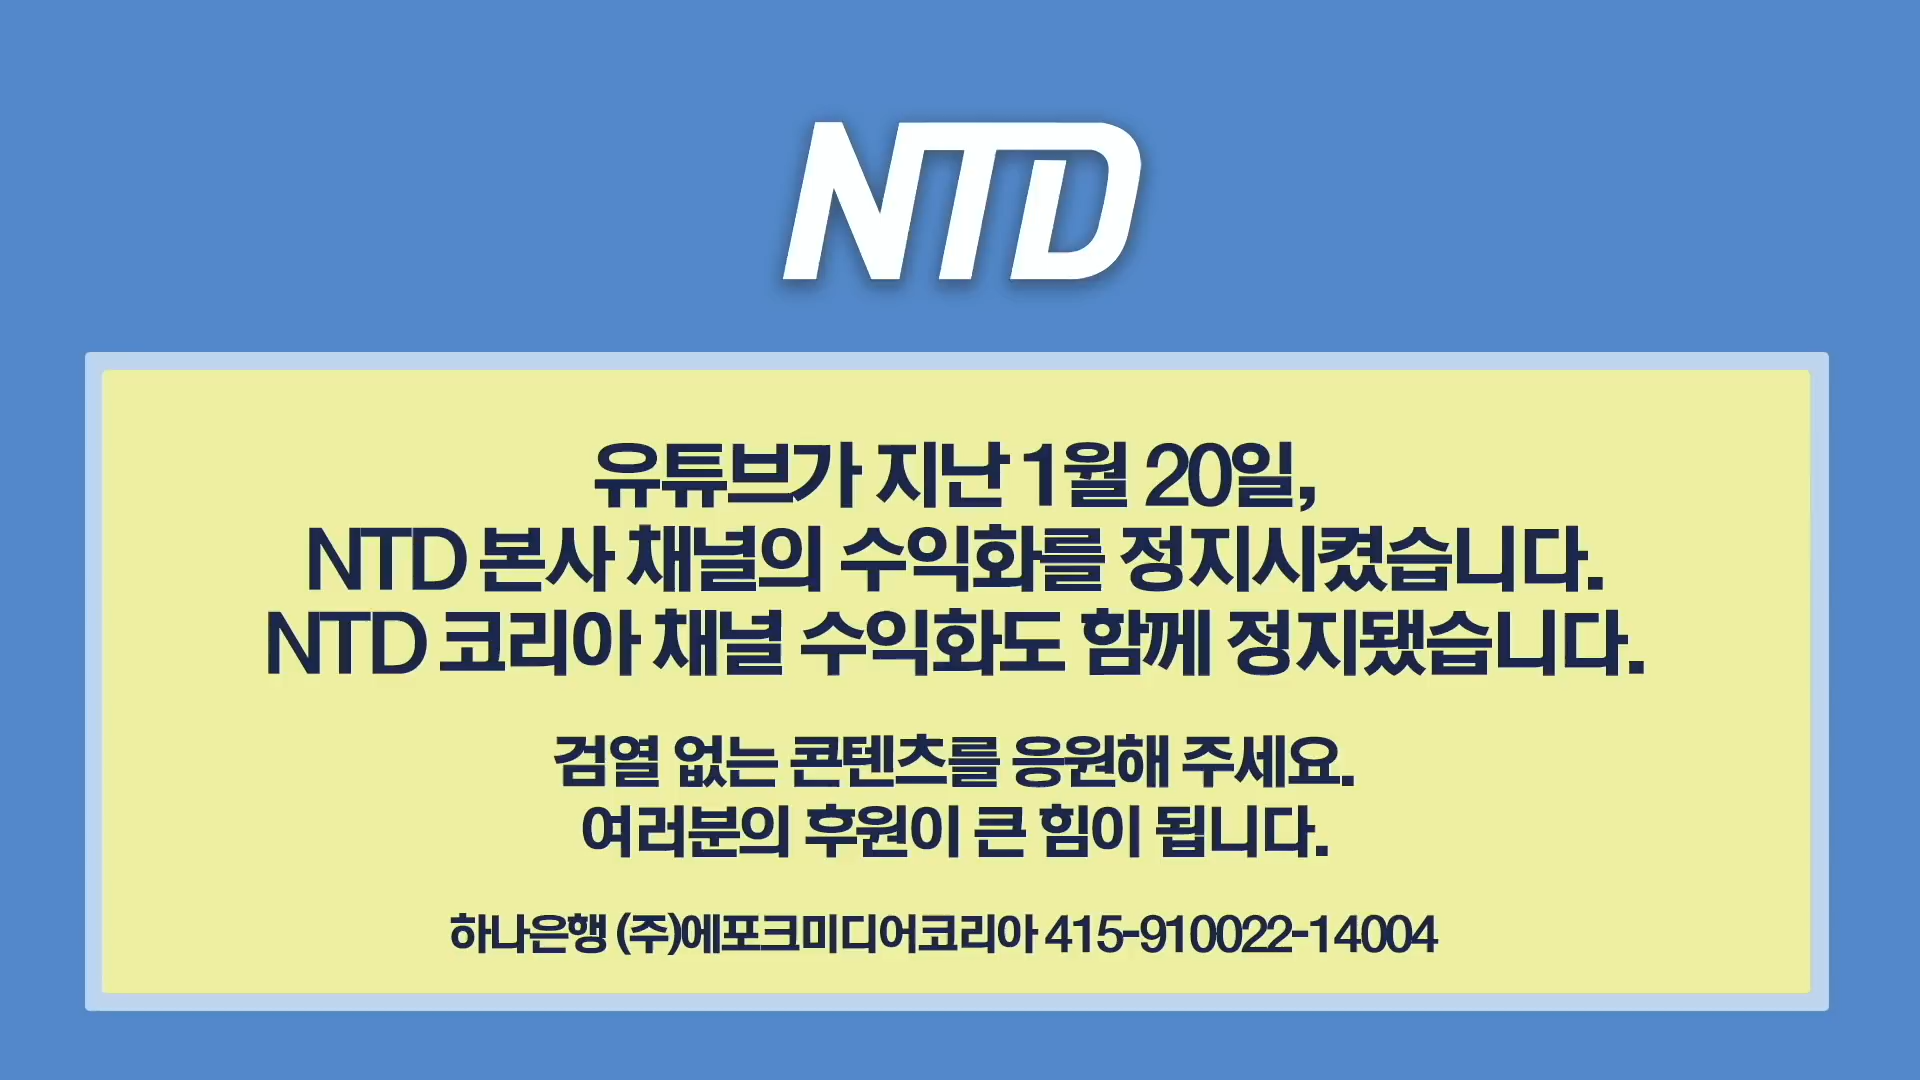 NTD
유튜브가 지난 1월 20일,
NTD 본사 채널의 수익화를 정지시켰습니다.
NTD 코리아 채널 수익화도 함께 정지됐습니다.
검열 없는 콘텐츠를 응원해 주세요.
여러분의 후원이 큰 힘이 됩니다.
하나은행 (주)에포크미디어코리아 415-910022-14004